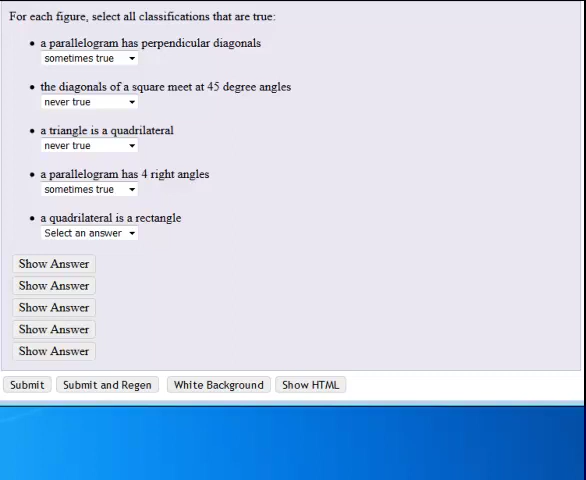 For each figure, select all classifications that are true:
• a parallelogram has perpendicular diagonals
sometimes true
• the diagonals of a square meet at 45 degree angles
never true
• a triangle is a quadrilateral
never true
• a parallelogram has 4 right angles
sometimes true
• a quadrilateral is a rectangle
Select an answer
Show Answer
Show Answer
Show Answer
Show Answer
Show Answer
Submit Submit and Regen White Background Show HTML